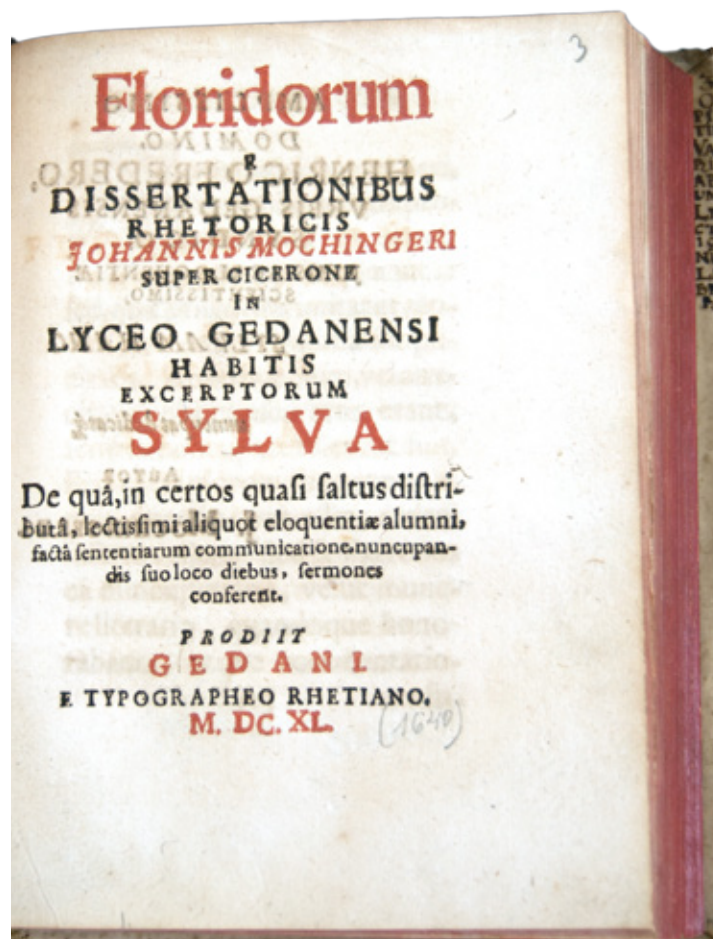 3
Floridorum
E
DISSERTATIONIBUS
RHETORICIS
JOHANNIS MOCHINGERI
SUPER CICERONE
IN
LYCEO GEDANENSI
HABITIS
EXCERPTORUM
SYLVA
De quâ, in certos quasi saltus distri-
butâ, lectissimi aliquot eloquentiæ alumni,
factâ sententiarum communicatione, nuncupan-
dis suo loco diebus, sermones
conferent.
PRODIIT
GEDANI
E TYPOGRAPHEO RHETIANO.
M. DC. XL. (1640)